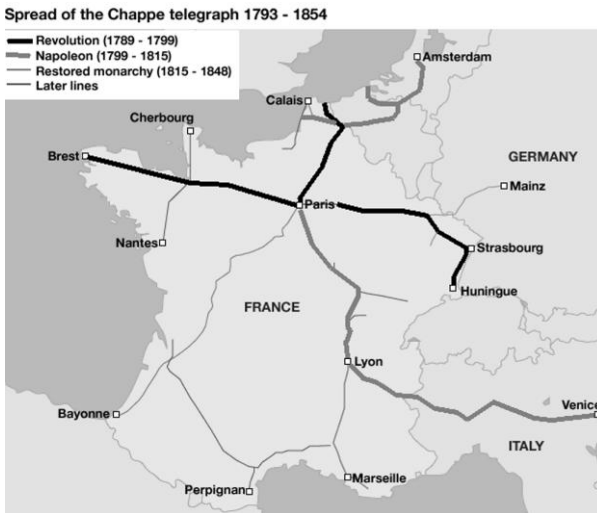 Spread of the Chappe telegraph 1793 - 1854
Revolution (1789 - 1799)
Napoleon (1799 - 1815)
Restored monarchy (1815 - 1848)
Later lines
Amsterdam
Calais
Cherbourg
Brest
GERMANY
Mainz
Paris
Nantes
Strasbourg
Huningue
FRANCE
Lyon
Bayonne
Venice
ITALY
Marseille
Perpignan